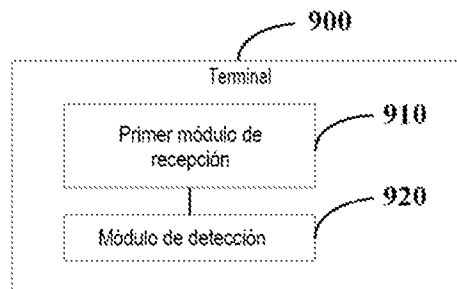 900
Terminal
Primer módulo de
recepción
910
Módulo de detección
920